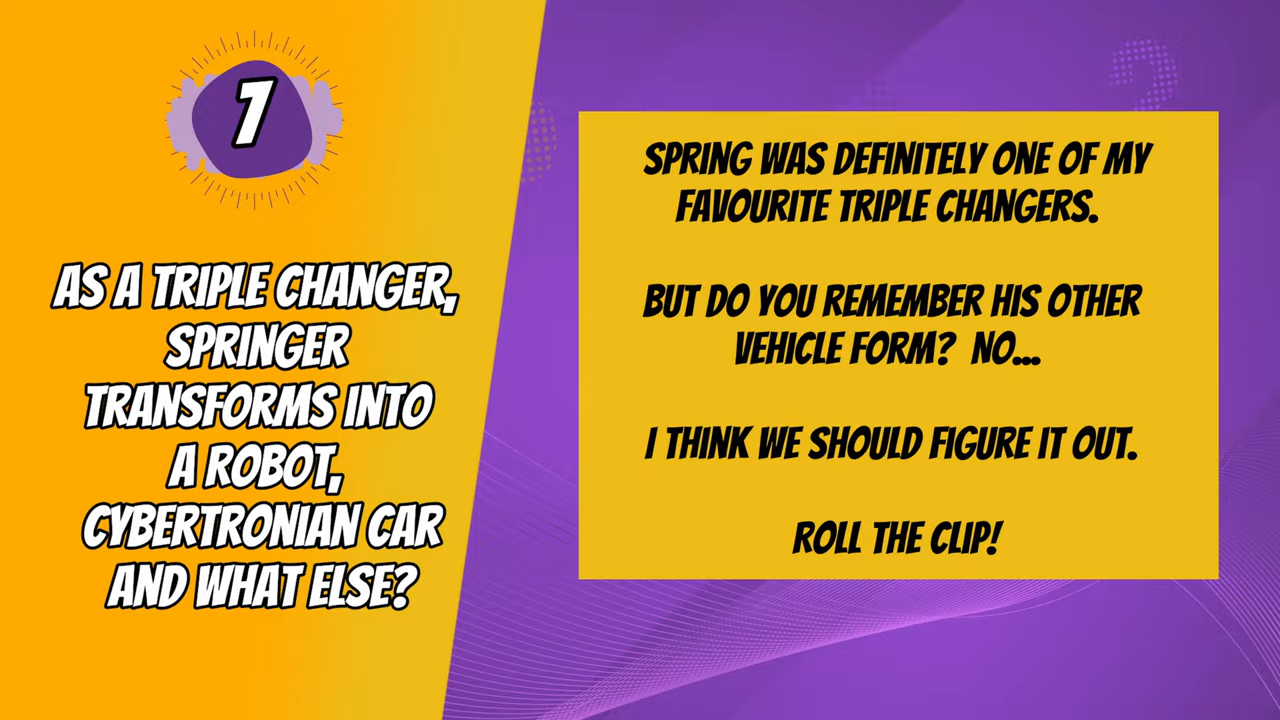 7
AS A TRIPLE CHANGER,
SPRINGER
TRANSFORMS INTO
A ROBOT,
CYBERTRONIAN CAR
AND WHAT ELSE?
SPRING WAS DEFINITELY ONE OF MY
FAVOURITE TRIPLE CHANGERS.
BUT DO YOU REMEMBER HIS OTHER
VEHICLE FORM? NO...
I THINK WE SHOULD FIGURE IT OUT.
ROLL THE CLIP!